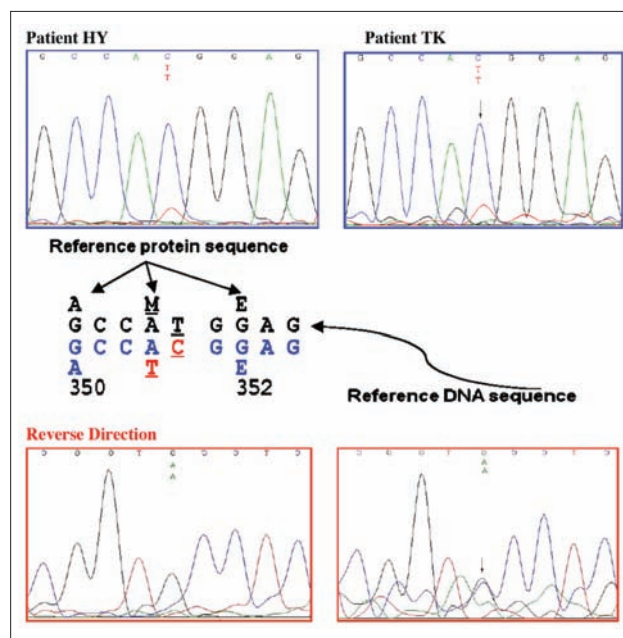 Patient HY Patient TK
G C C A C G G A G G C C A C G G A G
T T
T T
Reference protein sequence
A M E
G C C A T G G A G
G C C A C G G A G
A T E
350 352
Reference DNA sequence
Reverse Direction
A A
A A